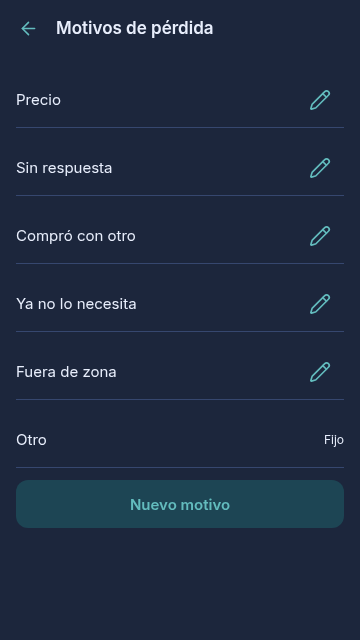 Motivos de pérdida
Precio
Sin respuesta
Compró con otro
Ya no lo necesita
Fuera de zona
Otro
Fijo
Nuevo motivo